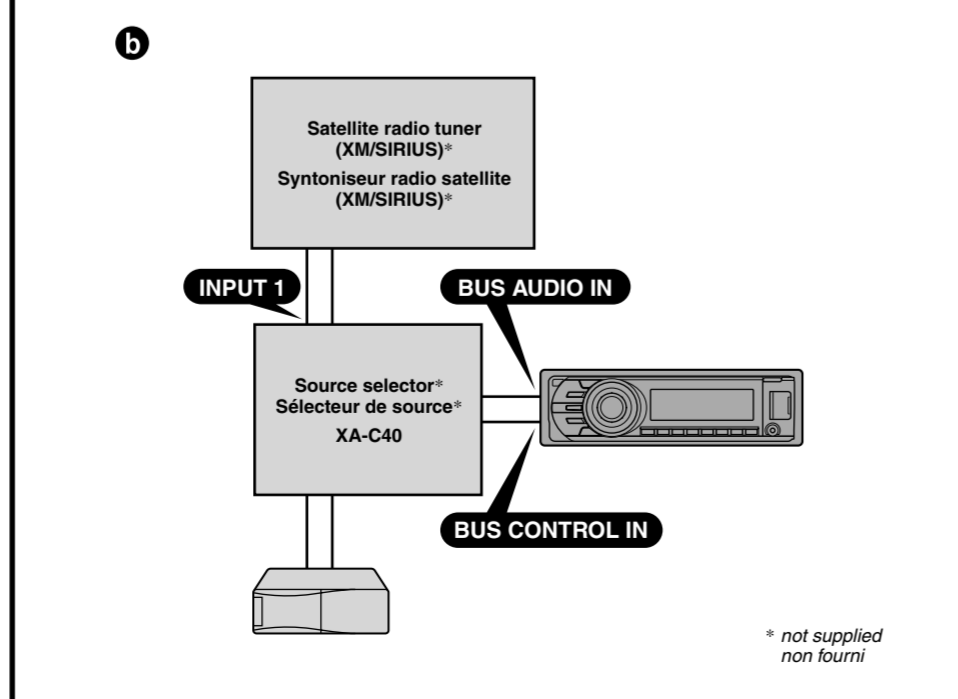 b
Satellite radio tuner
(XM/SIRIUS)*
Syntoniseur radio satellite
(XM/SIRIUS)*
INPUT 1
BUS AUDIO IN
Source selector*
Sélecteur de source*
XA-C40
BUS CONTROL IN
* not supplied
non fourni